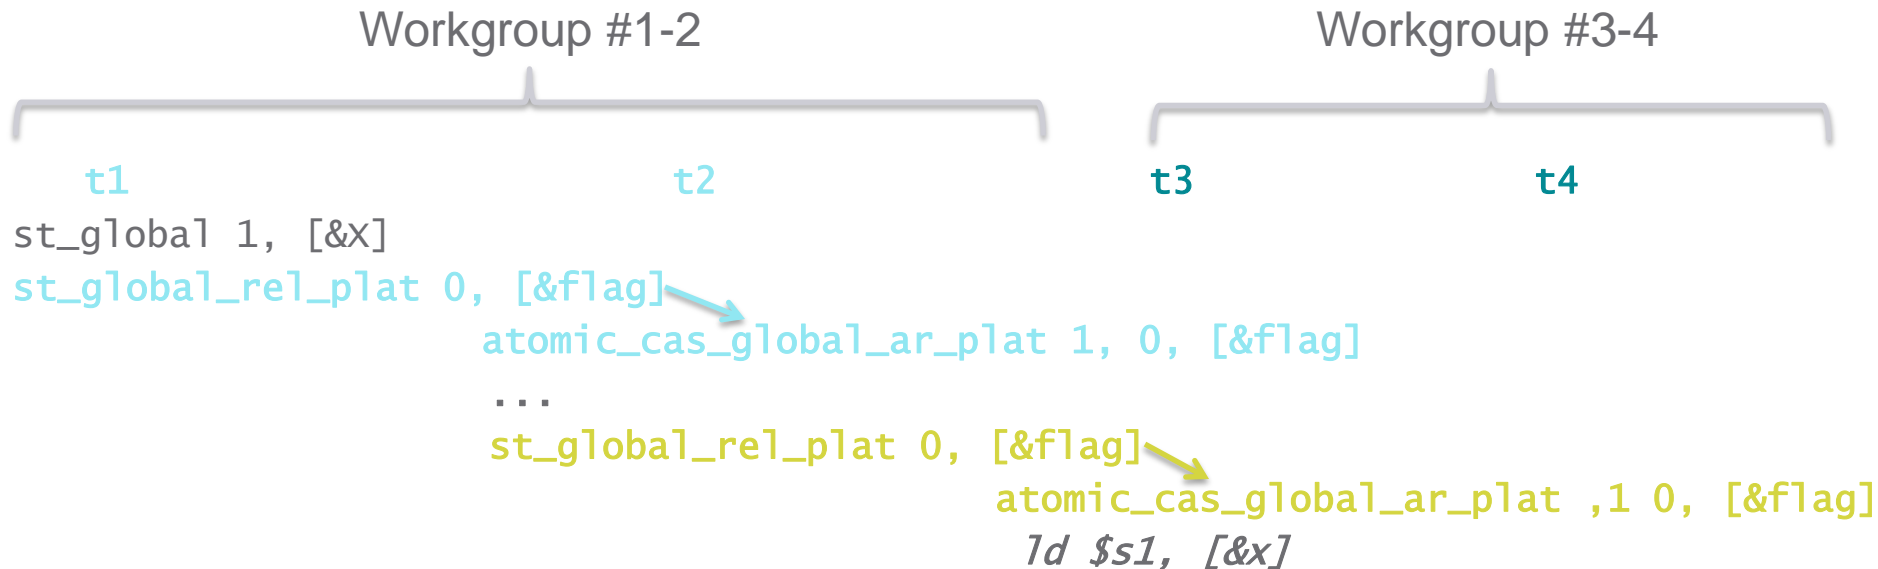 Workgroup #1-2 Workgroup #3-4
t1 t2 t3 t4
st_global 1, [&X]
st_global_rel_plat 0, [&flag]
atomic_cas_global_ar_plat 1, 0, [&flag]
...
st_global_rel_plat 0, [&flag]
atomic_cas_global_ar_plat ,1 0, [&flag]
ld $s1, [&x]